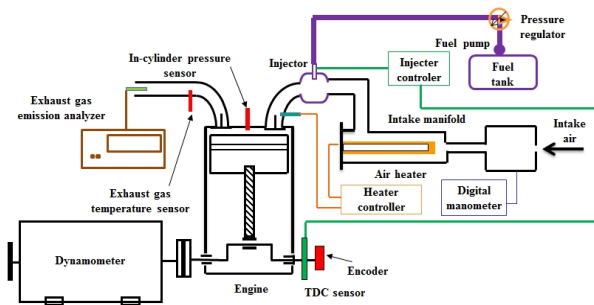 In-cylinder pressure
sensor
Injector
Fuel pump
Pressure
regulator
Injecter
controler
Fuel
tank
Exhaust gas
emission analyzer
Intake manifold
Intake
air
Air heater
Exhaust gas
temperature sensor
Heater
controller
Digital
manometer
Dynamometer
Encoder
Engine
TDC sensor